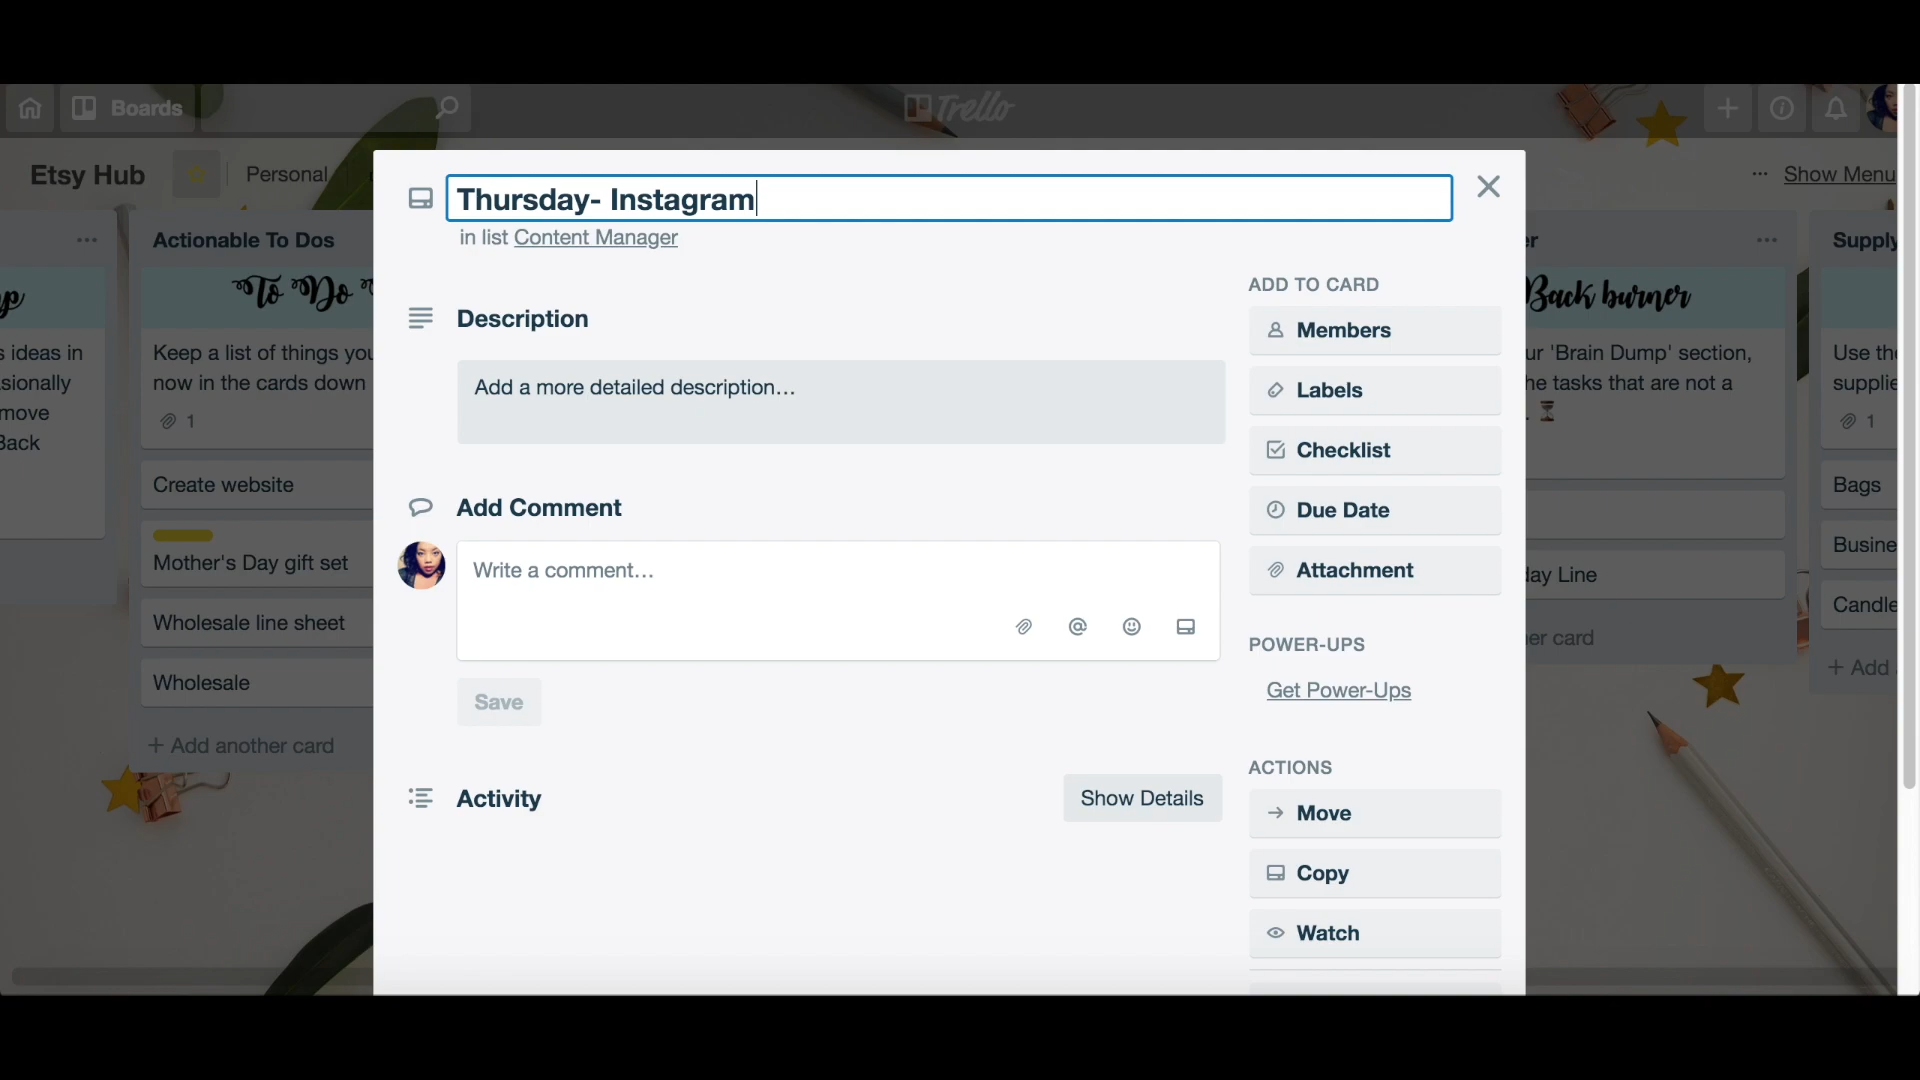 Boards
Trello
Etsy Hub
Personal
Show Menu
Thursday- Instagram
in list Content Manager
Description
Add a more detailed description…
Add Comment
Write a comment…
Save
Activity
Show Details
ADD TO CARD
Members
Labels
Checklist
Due Date
Attachment
POWER-UPS
Get Power-Ups
ACTIONS
Move
Copy
Watch
s ideas in
sionally
move
Back
Actionable To Dos
To Do
Keep a list of things you
now in the cards down
1
Create website
Mother's Day gift set
Wholesale line sheet
Wholesale
+ Add another card
er
Back burner
ur 'Brain Dump' section,
he tasks that are not a
day Line
her card
Supply
Use the
supplie
1
Bags
Busine
Candle
+ Add